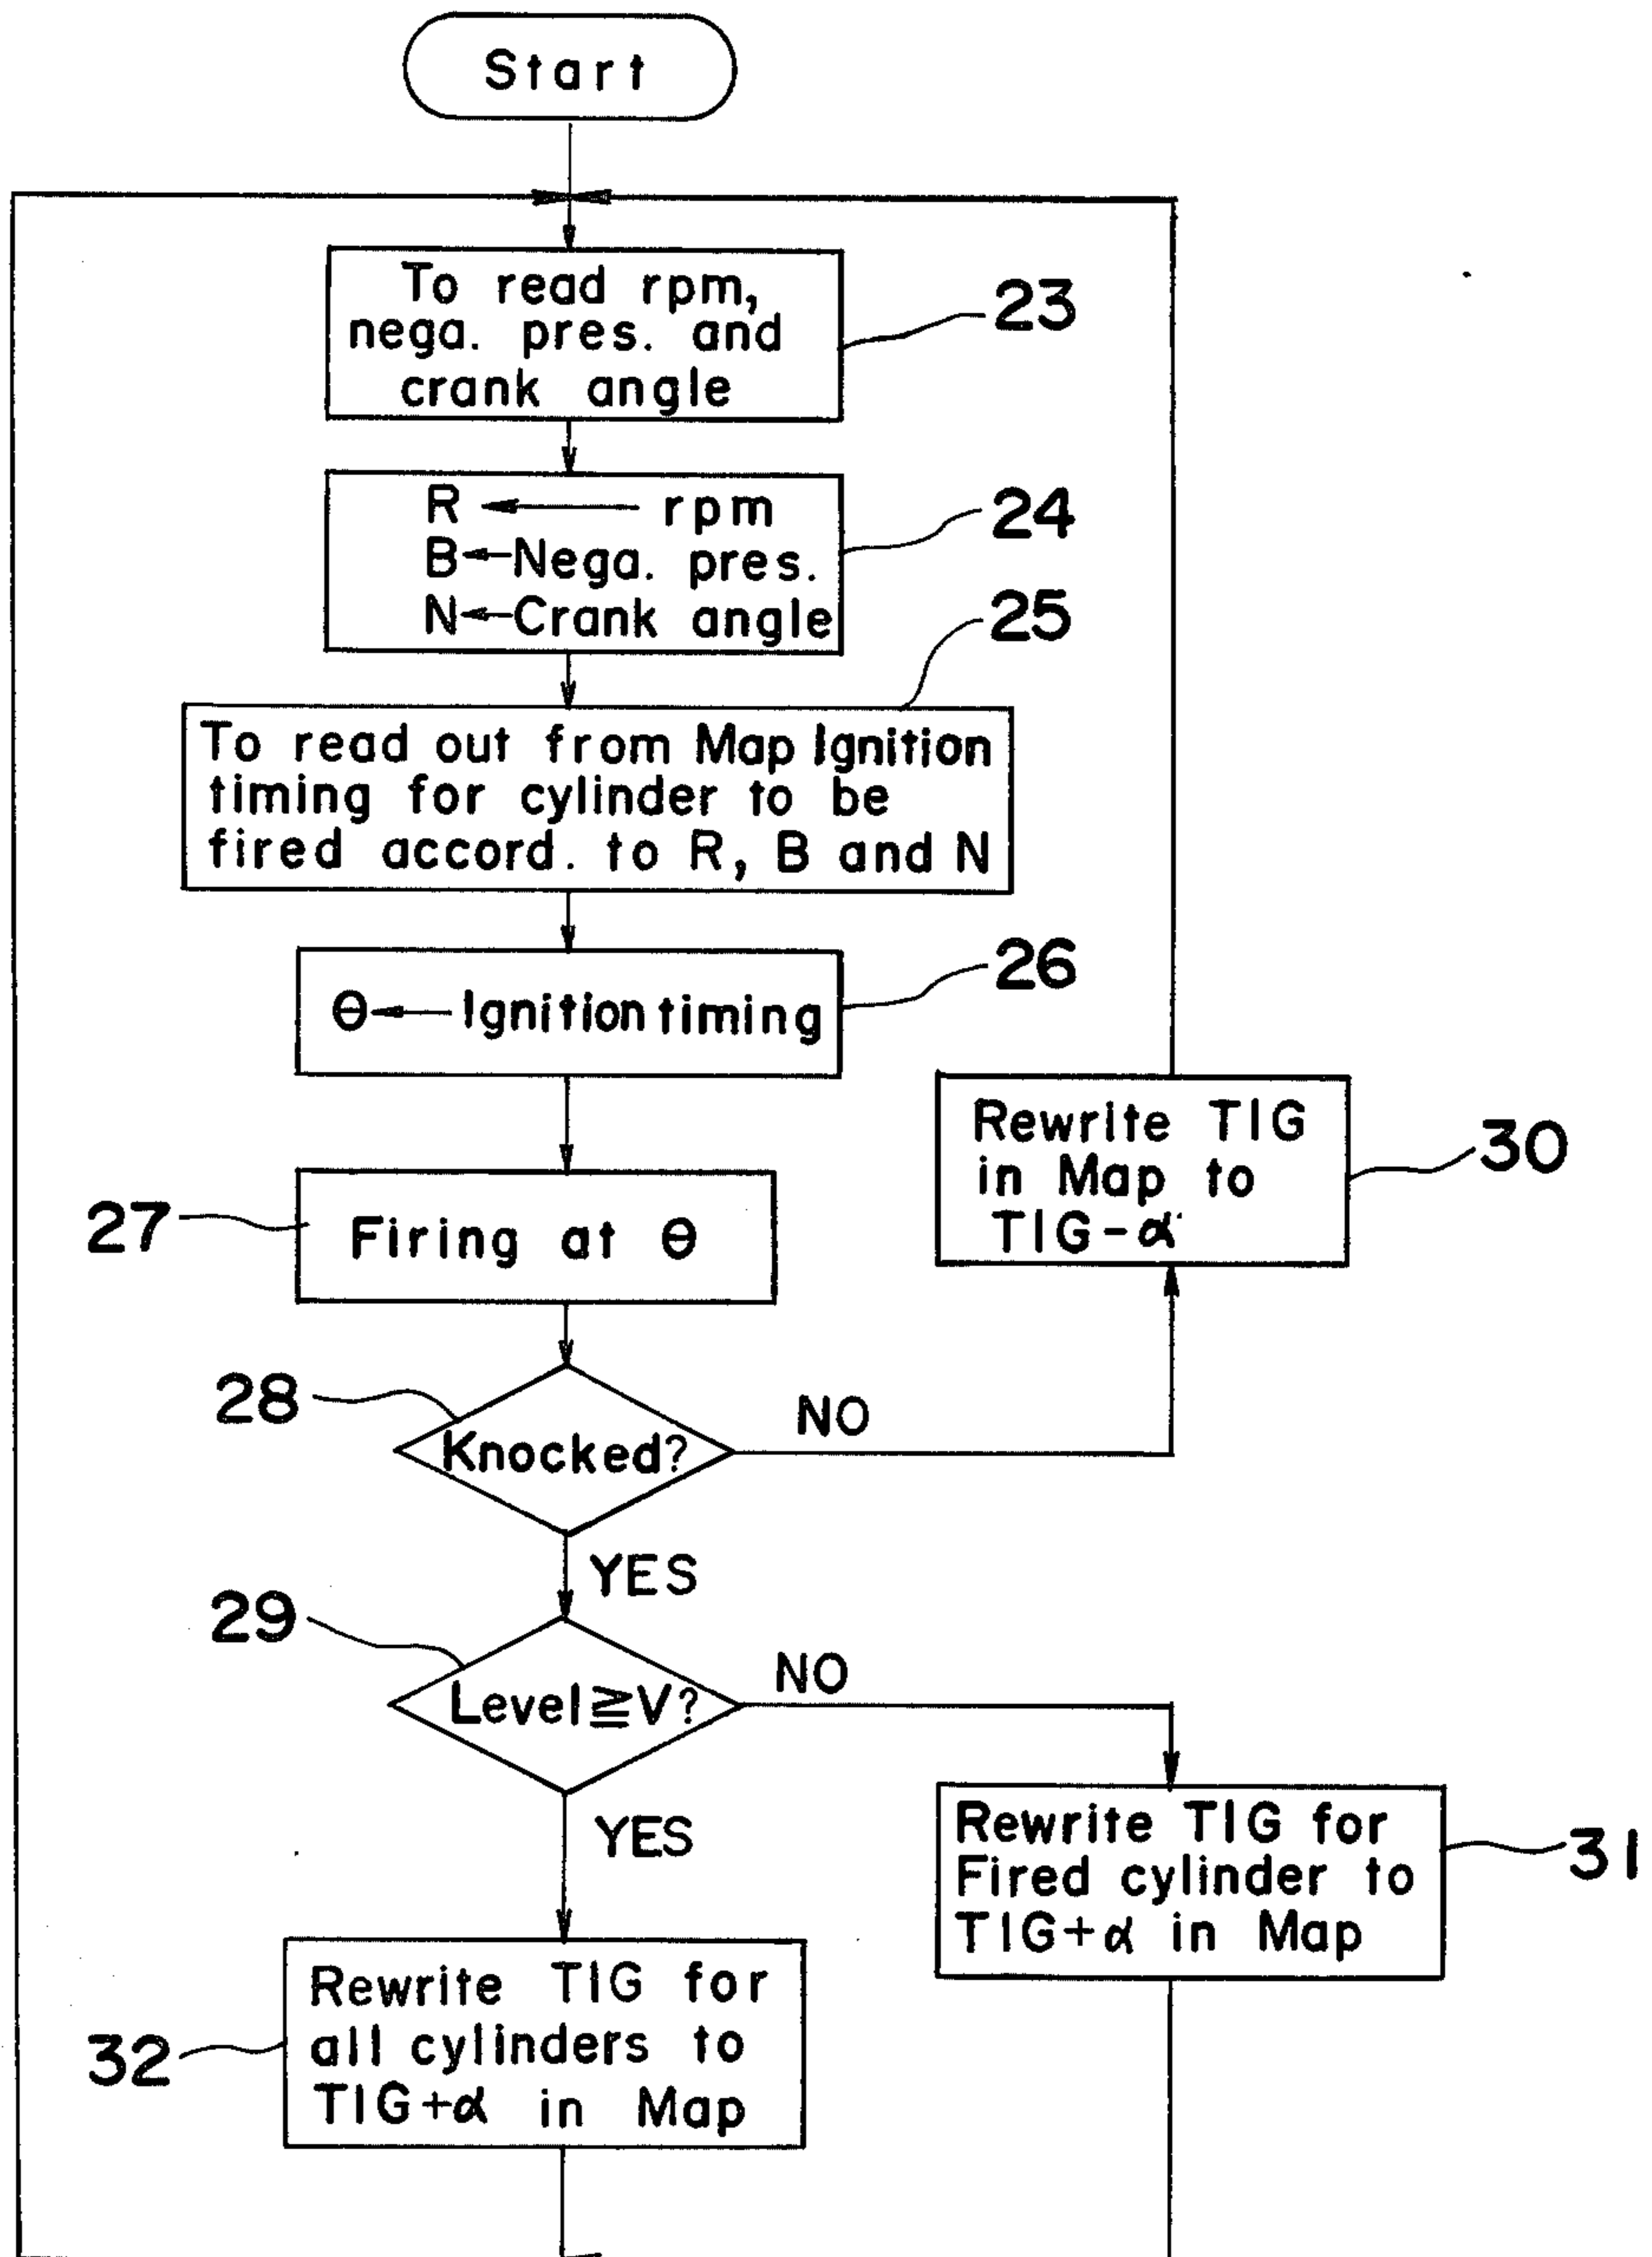 Start
To read rpm,
nega. pres. and
crank angle
23
R ← rpm
B←Nega. pres.
N←Crank angle
24
25
To read out from Map Ignition
timing for cylinder to be
fired accord. to R, B and N
θ← Ignition timing
26
27
Firing at θ
Rewrite TIG
in Map to
TIG-α
30
28
Knocked?
NO
YES
29
Level≧V?
NO
YES
Rewrite TIG for
Fired cylinder to
TIG+α in Map
31
32
Rewrite TIG for
all cylinders to
TIG+α in Map